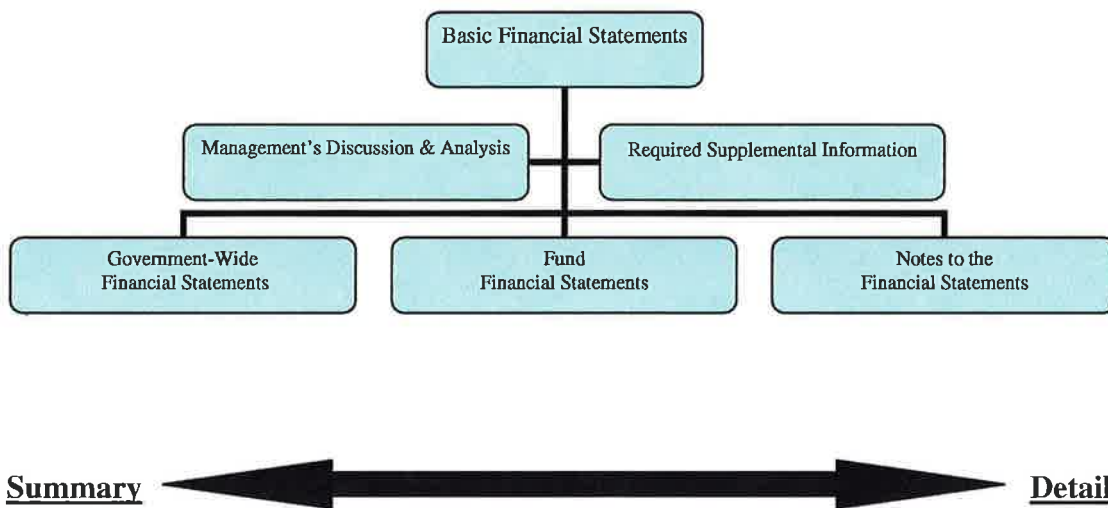 Basic Financial Statements
Management's Discussion & Analysis
Required Supplemental Information
Government-Wide
Financial Statements
Fund
Financial Statements
Notes to the
Financial Statements
Summary
Detail